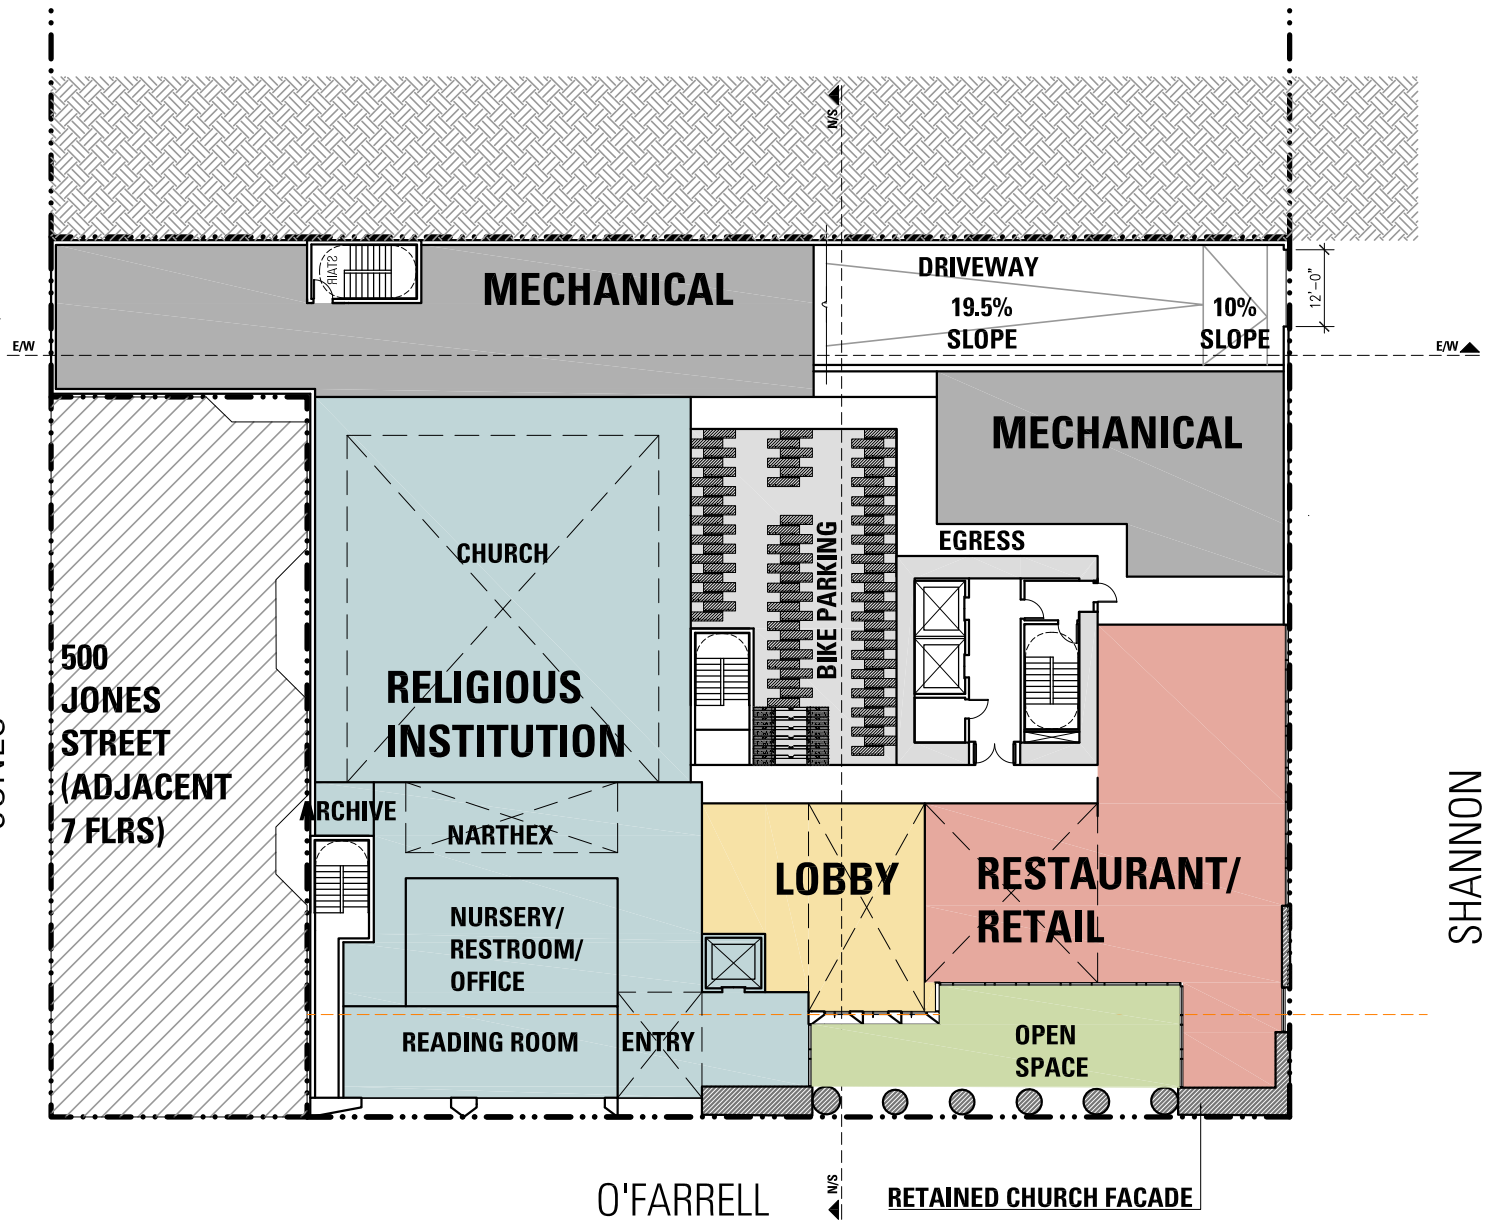 N/S
MECHANICAL
STAIR
DRIVEWAY
19.5%
SLOPE
10%
SLOPE
12'-0"
E/W
E/W
MECHANICAL
EGRESS
CHURCH
BIKE PARKING
RELIGIOUS
INSTITUTION
500
JONES
STREET
(ADJACENT
7 FLRS)
ARCHIVE
NARTHEX
LOBBY
RESTAURANT/
RETAIL
NURSERY/
RESTROOM/
OFFICE
READING ROOM
ENTRY
OPEN
SPACE
SHANNON
O'FARRELL
N/S
RETAINED CHURCH FACADE